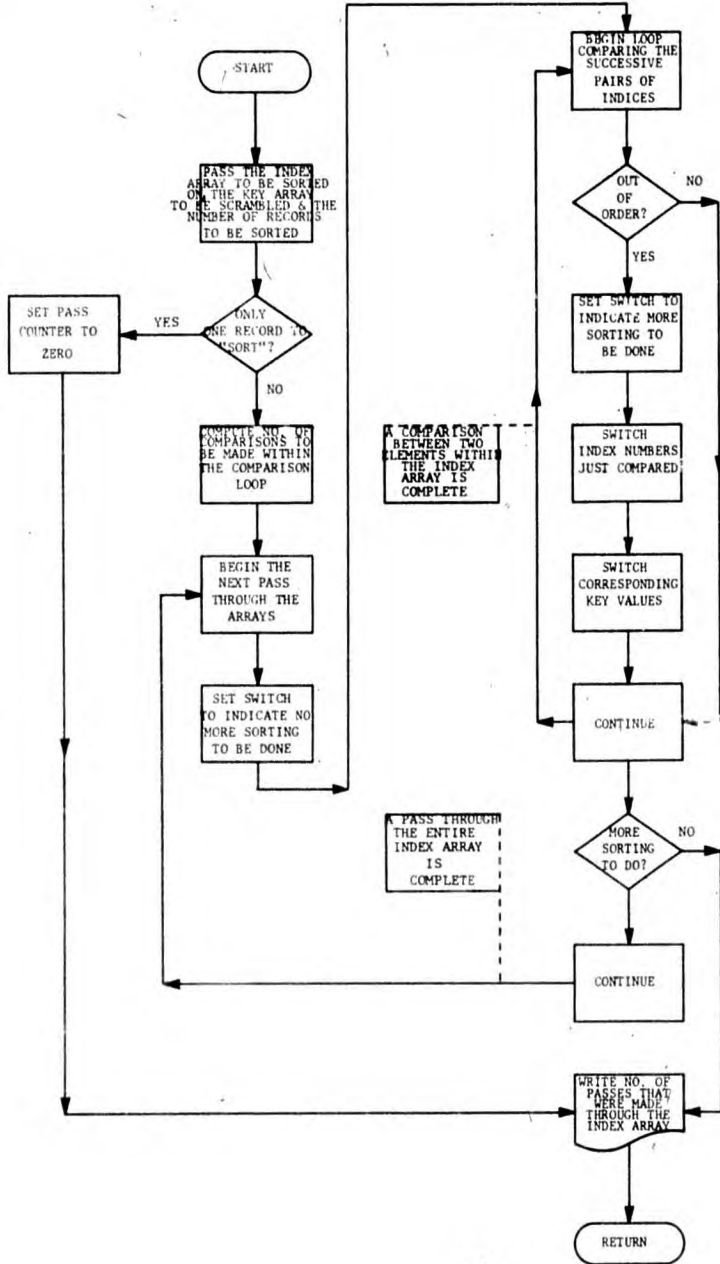 START
PASS THE INDEX
ARRAY TO BE SORTED
ON THE KEY ARRAY
TO BE SCRAMBLED & THE
NUMBER OF RECORDS
TO BE SORTED
ONLY
ONE RECORD TO
"SORT"?
YES
SET PASS
COUNTER TO
ZERO
NO
COMPUTE NO. OF
COMPARISONS TO
BE MADE WITHIN
THE COMPARISON
LOOP
BEGIN THE
NEXT PASS
THROUGH THE
ARRAYS
SET SWITCH
TO INDICATE NO
MORE SORTING
TO BE DONE
BEGIN LOOP
COMPARING THE
SUCCESSIVE
PAIRS OF
INDICES
OUT
OF
ORDER?
NO
YES
SET SWITCH TO
INDICATE MORE
SORTING TO
BE DONE
SWITCH
INDEX NUMBERS
JUST COMPARED
SWITCH
CORRESPONDING
KEY VALUES
CONTINUE
A COMPARISON
BETWEEN TWO
ELEMENTS WITHIN
THE INDEX
ARRAY IS
COMPLETE
MORE
SORTING
TO DO?
NO
A PASS THROUGH
THE ENTIRE
INDEX ARRAY
IS
COMPLETE
CONTINUE
WRITE NO. OF
PASSES THAT
WERE MADE
THROUGH THE
INDEX ARRAY
RETURN